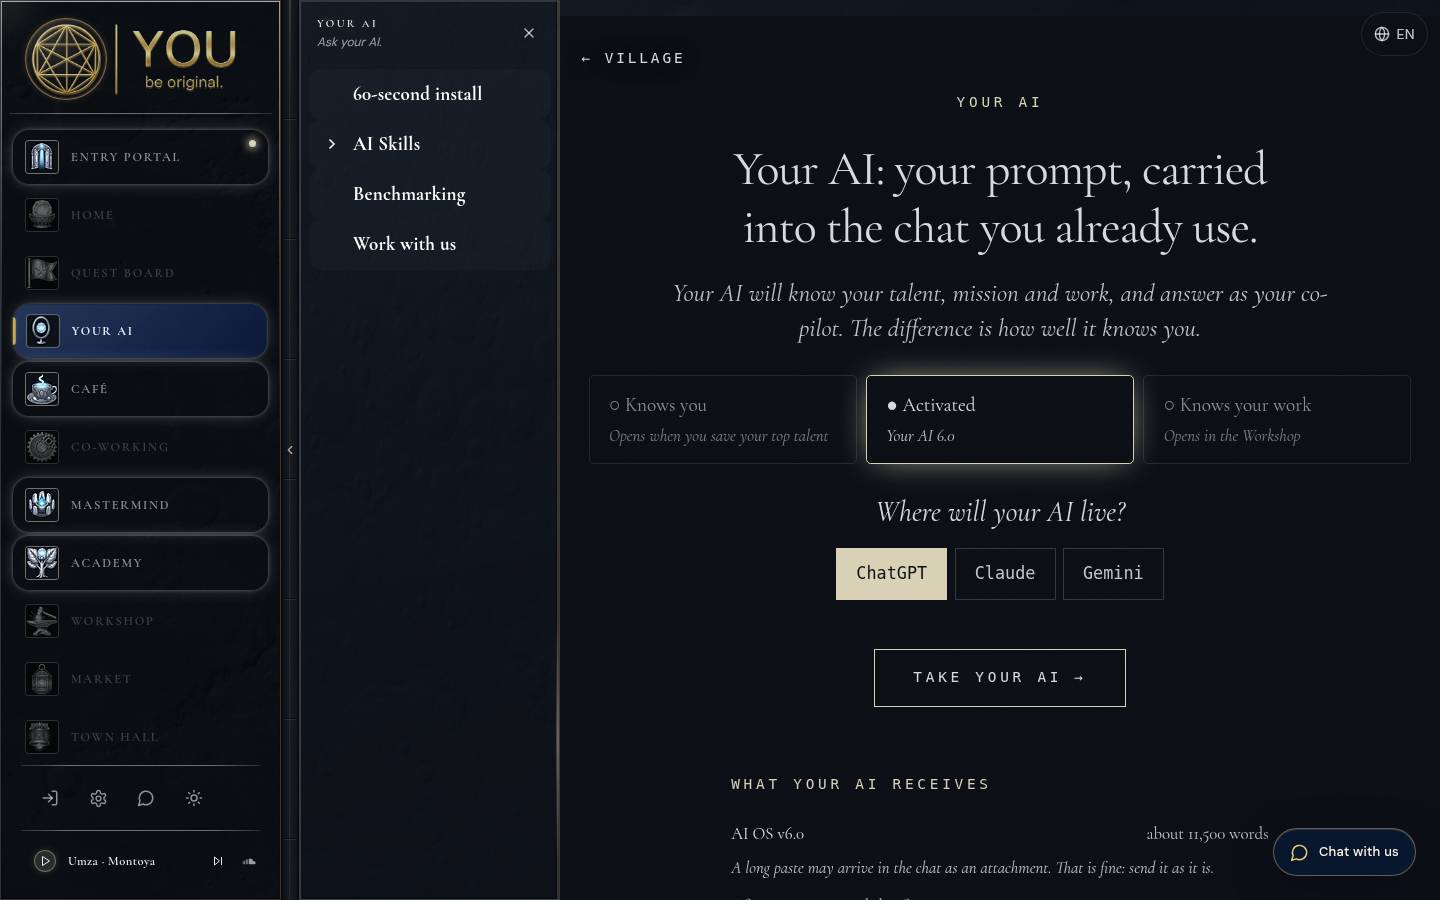 YOU
be original.
ENTRY PORTAL
HOME
QUEST BOARD
YOUR AI
CAFÉ
CO-WORKING
MASTERMIND
ACADEMY
WORKSHOP
MARKET
TOWN HALL
Umza - Montoya
YOUR AI
Ask your AI.
60-second install
AI Skills
Benchmarking
Work with us
← VILLAGE
EN
YOUR AI
Your AI: your prompt, carried
into the chat you already use.
Your AI will know your talent, mission and work, and answer as your co-
pilot. The difference is how well it knows you.
○ Knows you
Opens when you save your top talent
● Activated
Your AI 6.0
○ Knows your work
Opens in the Workshop
Where will your AI live?
ChatGPT
Claude
Gemini
TAKE YOUR AI →
WHAT YOUR AI RECEIVES
AI OS v6.0
about 11,500 words
A long paste may arrive in the chat as an attachment. That is fine: send it as it is.
Chat with us